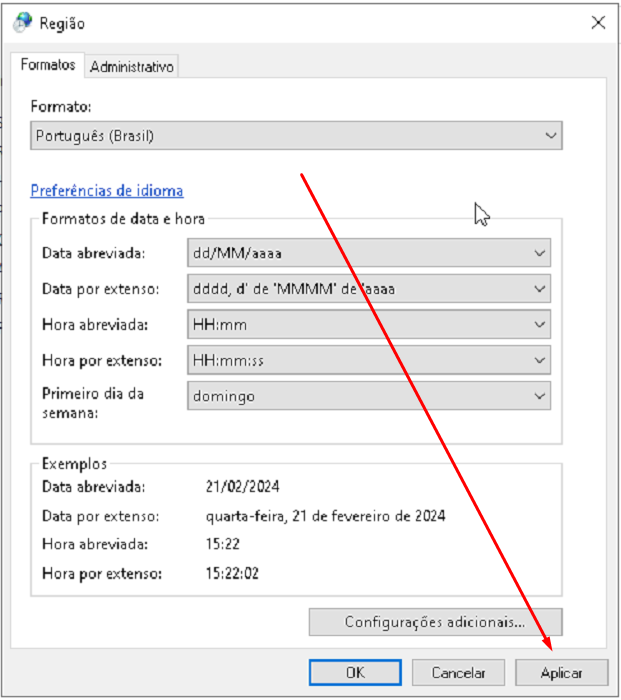 Região
Formatos Administrativo
Formato:
Português (Brasil)
Preferências de idioma
Formatos de data e hora
Data abreviada: dd/MM/aaaa
Data por extenso: dddd, d' de 'MMMM' de 'aaaa
Hora abreviada: HH:mm
Hora por extenso: HH:mm:ss
Primeiro dia da semana: domingo
Exemplos
Data abreviada: 21/02/2024
Data por extenso: quarta-feira, 21 de fevereiro de 2024
Hora abreviada: 15:22
Hora por extenso: 15:22:02
Configurações adicionais...
OK Cancelar Aplicar